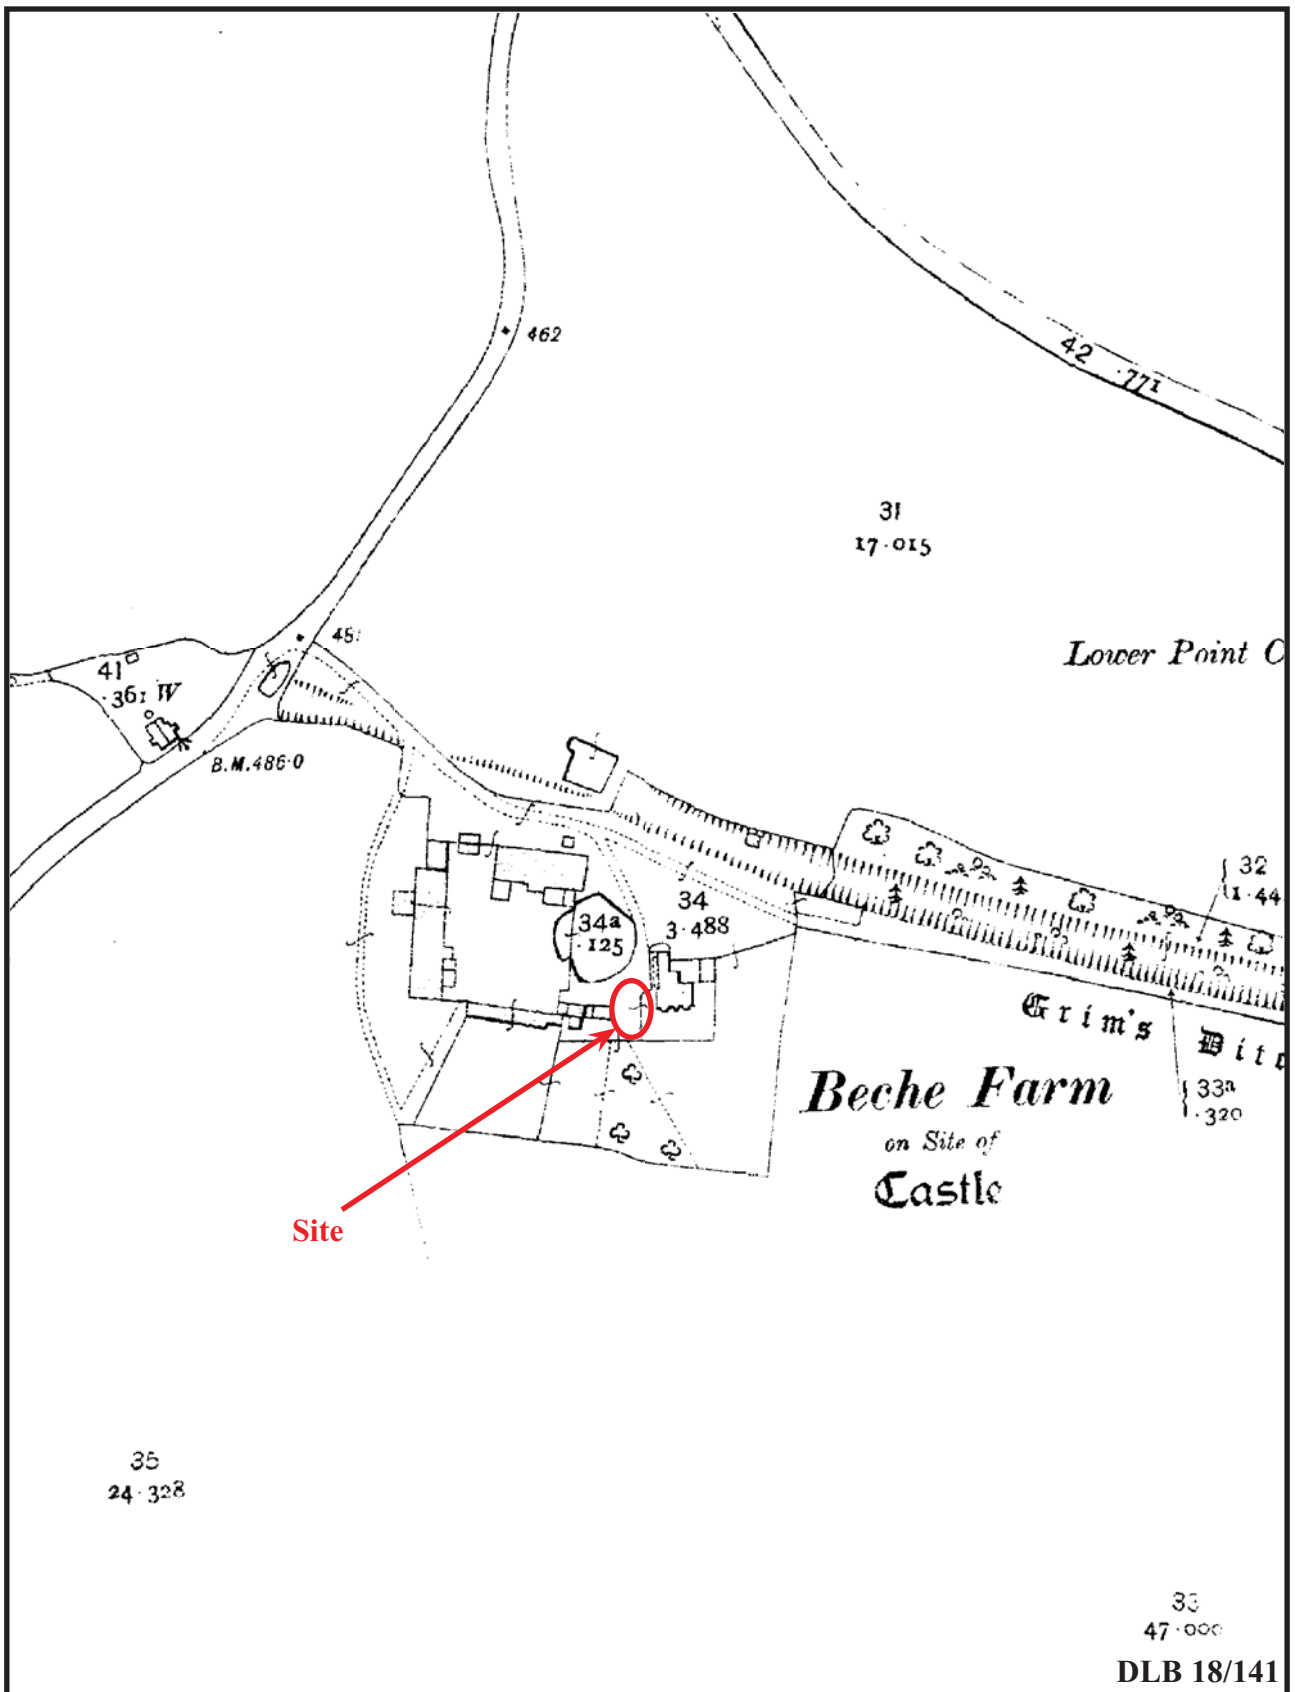 462
42
.771
31
17.015
Lower Point C
481
41
.361 W
B.M.486.0
32
1.44
34
3.488
34a
.125
Grim's Ditc
Beche Farm
on Site of
Castle
33a
.320
Site
35
24.328
33
47.000
DLB 18/141